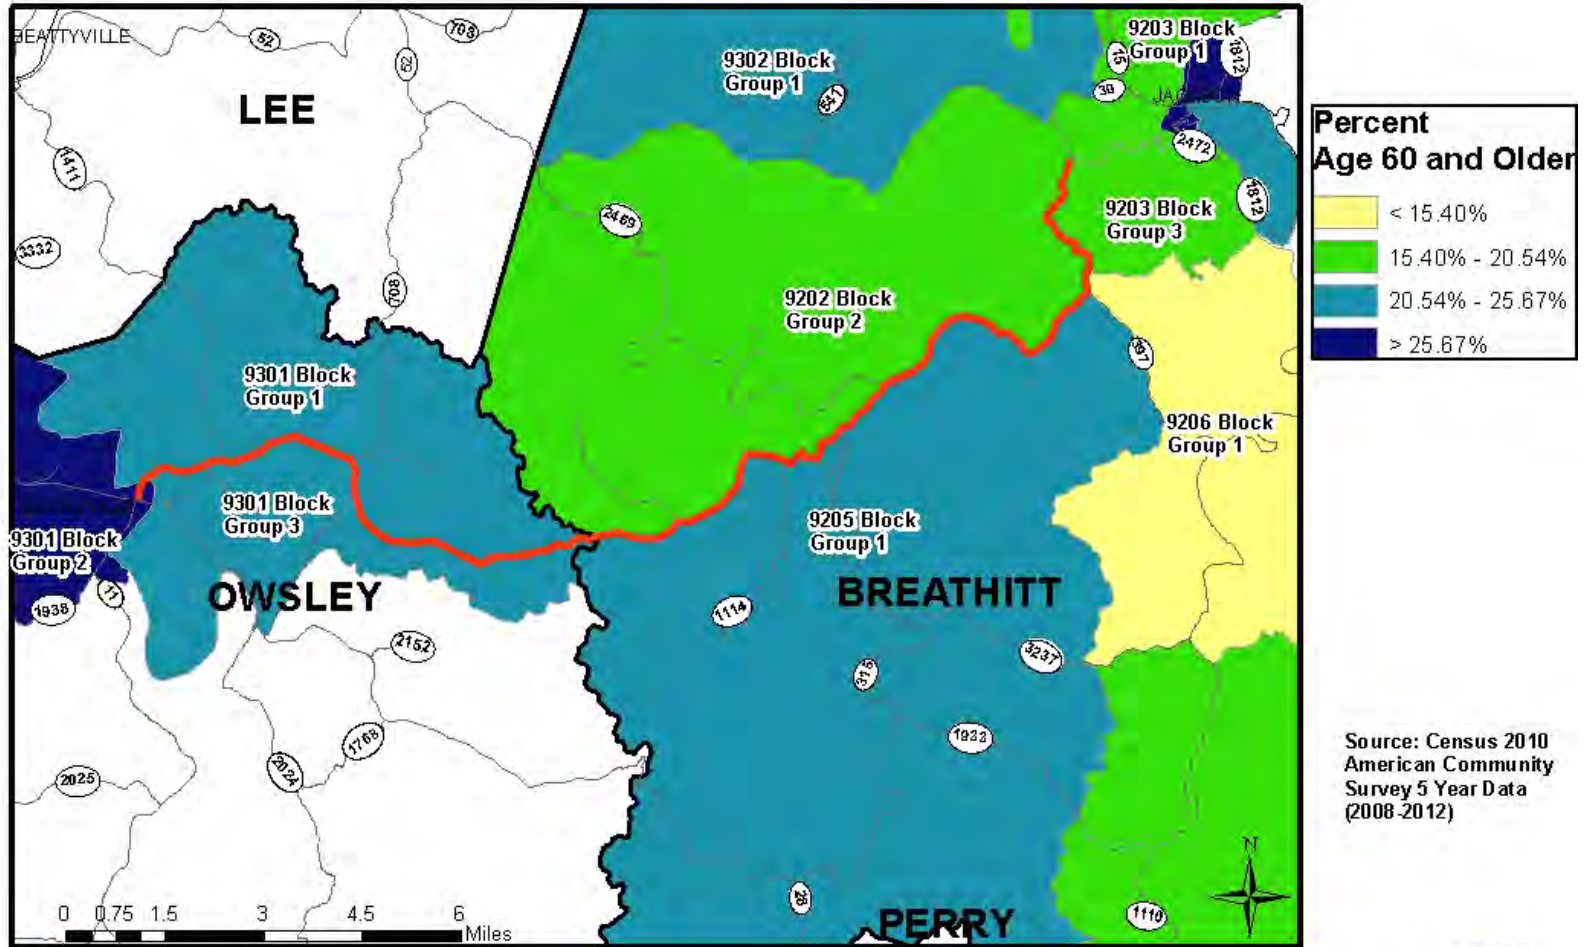 BEATTYVILLE
52
708
52
LEE
1411
3332
708
9302 Block
Group 1
541
9203 Block
Group 1
15
1812
30
2472
1812
9203 Block
Group 3
2469
9202 Block
Group 2
9301 Block
Group 1
397
9206 Block
Group 1
9301 Block
Group 3
9205 Block
Group 1
9301 Block
Group 2
OWSLEY
BREATHITT
1938
11
1114
2152
315
3237
1933
1768
2024
2025
28
1110
PERRY
0 0.75 1.5 3 4.5 6
Miles
N
Percent
Age 60 and Older
< 15.40%
15.40% - 20.54%
20.54% - 25.67%
> 25.67%
Source: Census 2010
American Community
Survey 5 Year Data
(2008-2012)